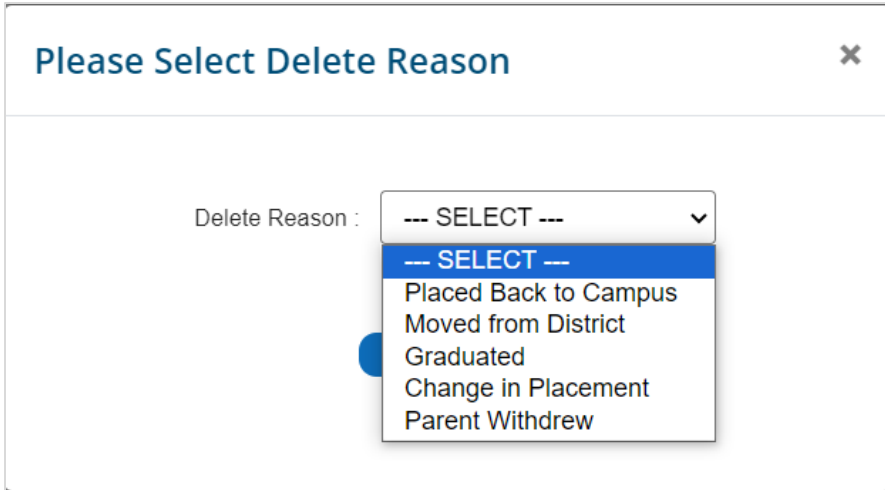 Please Select Delete Reason
Delete Reason :
--- SELECT ---
--- SELECT ---
Placed Back to Campus
Moved from District
Graduated
Change in Placement
Parent Withdrew